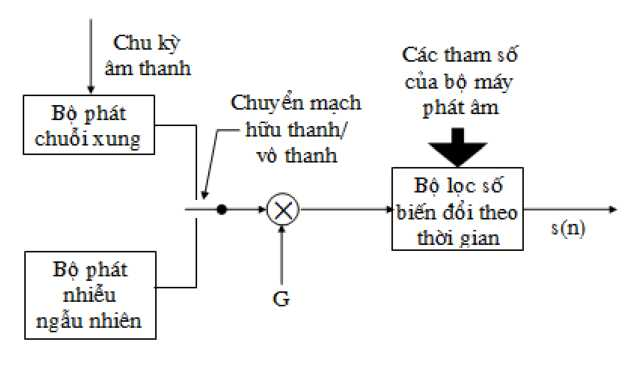 Chu kỳ
âm thanh
Các tham số
của bộ máy
phát âm
Bộ phát
chuỗi xung
Chuyển mạch
hữu thanh/
vô thanh
Bộ lọc số
biến đổi theo
thời gian
s(n)
Bộ phát
nhiễu
ngẫu nhiên
G